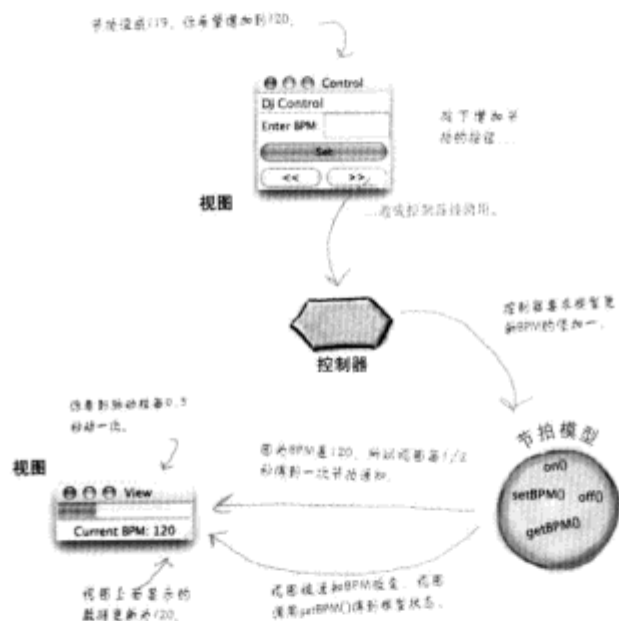 节拍设成119，你希望增加到120。
Control
Dj Control
Enter BPM:
Set
<< >>
按下增加节
拍的按钮...
视图
...造成控制器被调用。
控制器
控制器要求模型更
新BPM的值加一。
你看到脉动柱每0.5
秒动一次。
视图
View
Current BPM: 120
因为BPM是120，所以视图每1/2
秒得到一次节拍通知。
节拍模型
on()
setBPM() off()
getBPM()
视图上所显示的
数据更新为120。
视图被通知BPM改变，视图
调用getBPM()得到模型状态。